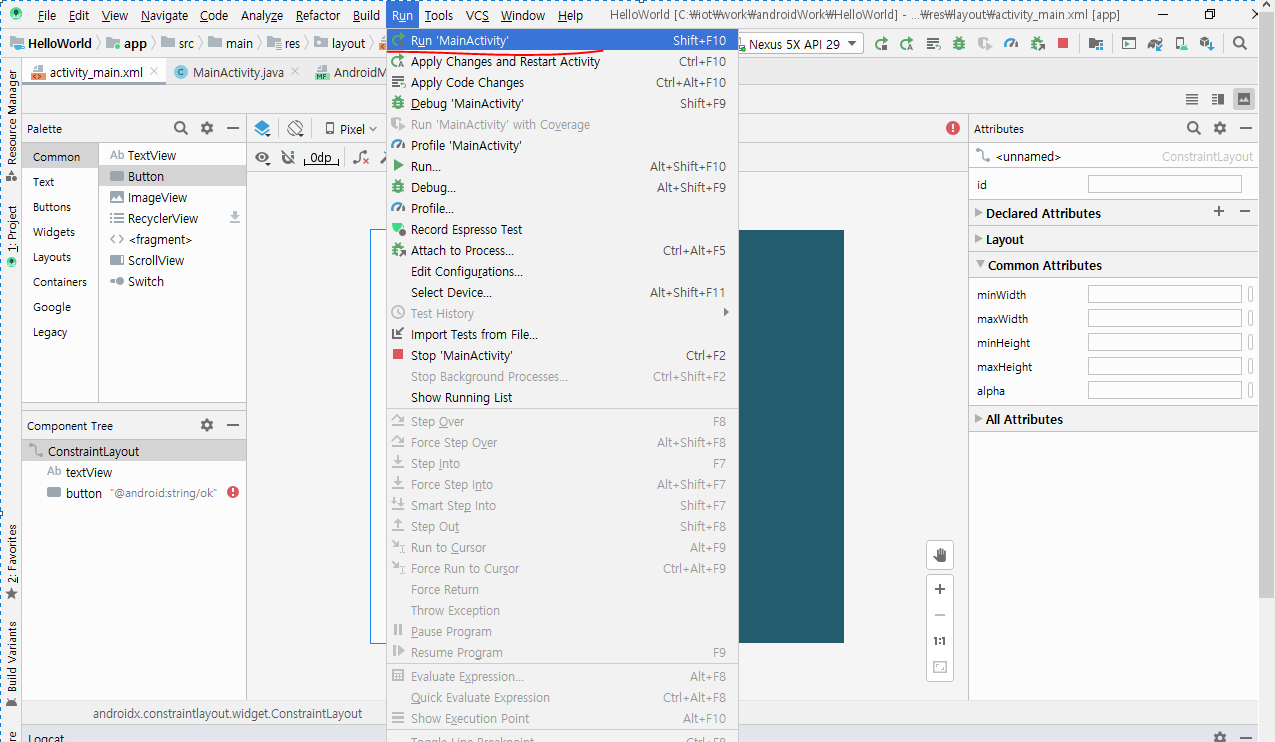 File Edit View Navigate Code Analyze Refactor Build Run Tools VCS Window Help HelloWorld [C:₩iot₩work₩androidWork₩HelloWorld] - ...₩res₩layout₩activity_main.xml [app]
HelloWorld app src main res layout Nexus 5X API 29
activity_main.xml MainActivity.java AndroidM
Resource Manager
1: Project
2: Favorites
Build Variants
Palette
Common
Text
Buttons
Widgets
Layouts
Containers
Google
Legacy
Ab TextView
Button
ImageView
RecyclerView
<fragment>
ScrollView
Switch
Component Tree
ConstraintLayout
Ab textView
button "@android:string/ok"
Pixel
0dp
Run 'MainActivity' Shift+F10
Apply Changes and Restart Activity Ctrl+F10
Apply Code Changes Ctrl+Alt+F10
Debug 'MainActivity' Shift+F9
Run 'MainActivity' with Coverage
Profile 'MainActivity'
Run... Alt+Shift+F10
Debug... Alt+Shift+F9
Profile...
Record Espresso Test
Attach to Process... Ctrl+Alt+F5
Edit Configurations...
Select Device... Alt+Shift+F11
Test History
Import Tests from File...
Stop 'MainActivity' Ctrl+F2
Stop Background Processes... Ctrl+Shift+F2
Show Running List
Step Over F8
Force Step Over Alt+Shift+F8
Step Into F7
Force Step Into Alt+Shift+F7
Smart Step Into Shift+F7
Step Out Shift+F8
Run to Cursor Alt+F9
Force Run to Cursor Ctrl+Alt+F9
Force Return
Throw Exception
Pause Program
Resume Program F9
Evaluate Expression... Alt+F8
Quick Evaluate Expression Ctrl+Alt+F8
Show Execution Point Alt+F10
Toggle Line Breakpoint Ctrl+F8
1:1
Attributes
<unnamed> ConstraintLayout
id
Declared Attributes
Layout
Common Attributes
minWidth
maxWidth
minHeight
maxHeight
alpha
All Attributes
androidx.constraintlayout.widget.ConstraintLayout
Logcat